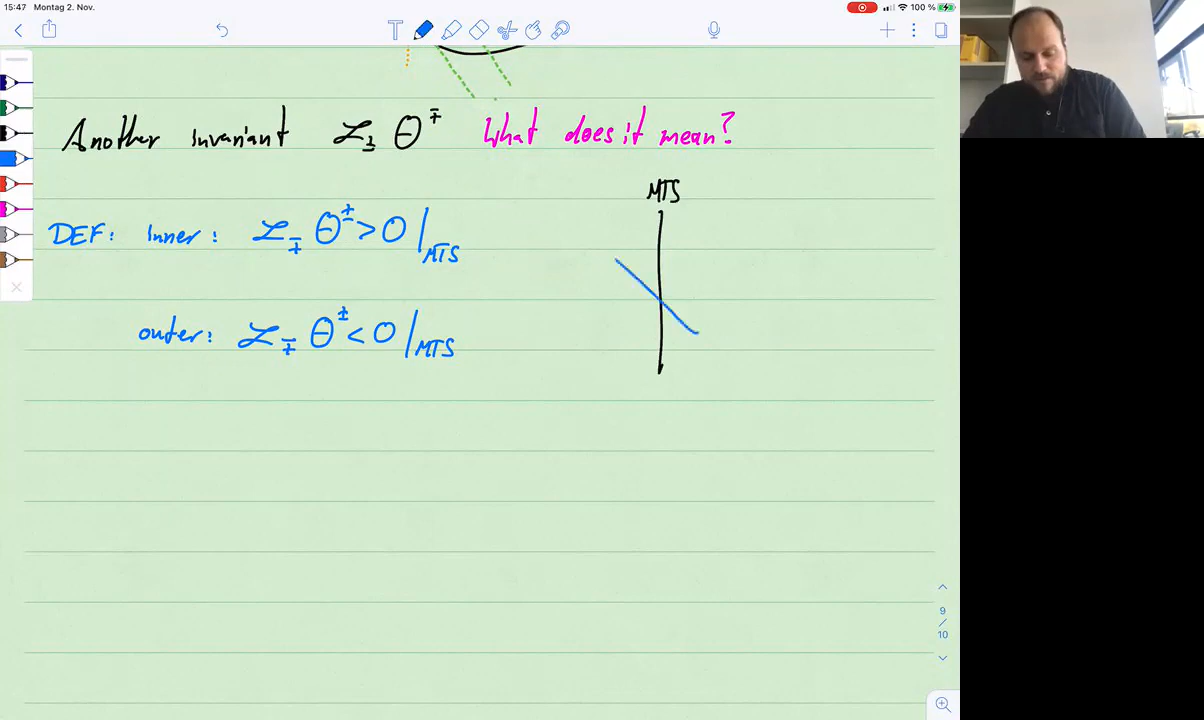 15:47 Montag 2. Nov. 100 %
T
Another invariant ℒ± Θ∓ What does it mean?
MTS
DEF: inner: ℒ∓ Θ± > 0 |MTS
outer: ℒ∓ Θ± < 0 |MTS
9
/
10